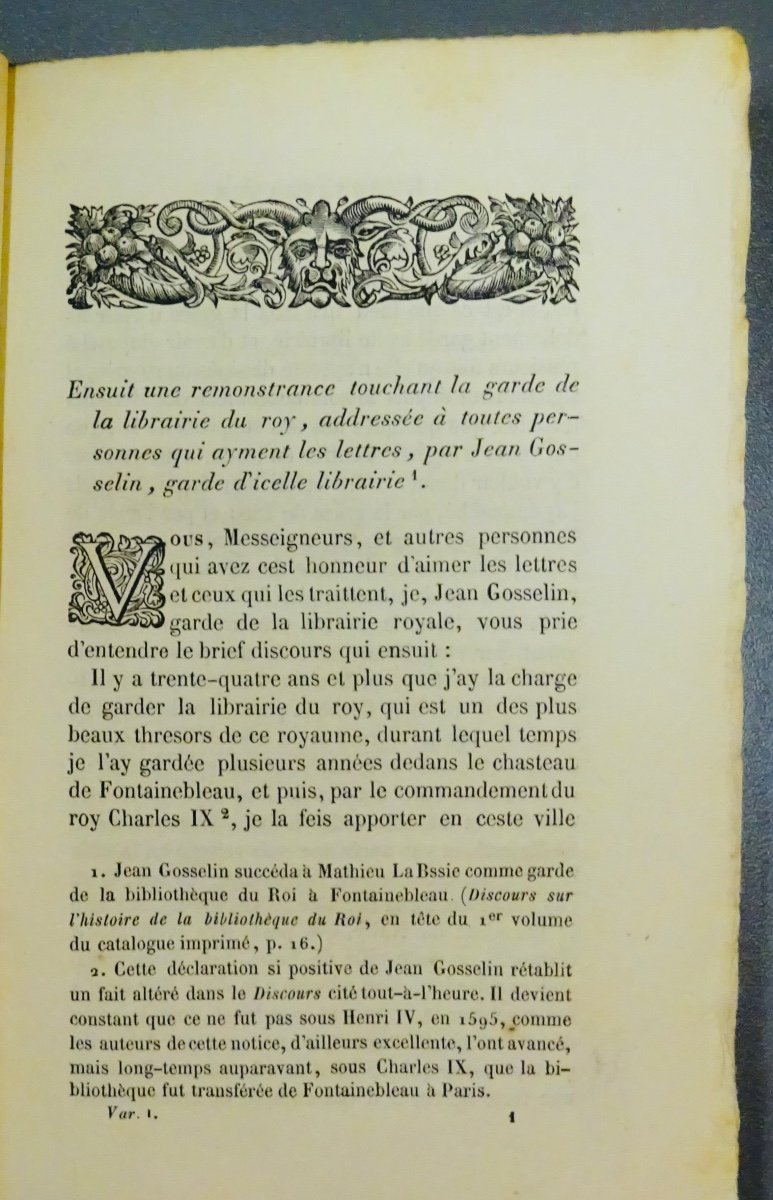 Ensuit une remonstrance touchant la garde de
la librairie du roy, addressée à toutes per-
sonnes qui ayment les lettres, par Jean Gos-
selin, garde d'icelle librairie 1.
Vous, Messeigneurs, et autres personnes
qui avez cest honneur d'aimer les lettres
et ceux qui les traittent, je, Jean Gosselin,
garde de la librairie royale, vous prie
d'entendre le brief discours qui ensuit :
Il y a trente-quatre ans et plus que j'ay la charge
de garder la librairie du roy, qui est un des plus
beaux thresors de ce royaume, durant lequel temps
je l'ay gardée plusieurs années dedans le chasteau
de Fontainebleau, et puis, par le commandement du
roy Charles IX 2, je la feis apporter en ceste ville
1. Jean Gosselin succéda à Mathieu La Bssie comme garde
de la bibliothèque du Roi à Fontainebleau. (Discours sur
l'histoire de la bibliothèque du Roi, en tête du 1er volume
du catalogue imprimé, p. 16.)
2. Cette déclaration si positive de Jean Gosselin rétablit
un fait altéré dans le Discours cité tout-à-l'heure. Il devient
constant que ce ne fut pas sous Henri IV, en 1595, comme
les auteurs de cette notice, d'ailleurs excellente, l'ont avancé,
mais long-temps auparavant, sous Charles IX, que la bi-
bliothèque fut transférée de Fontainebleau à Paris.
Var. 1. 1